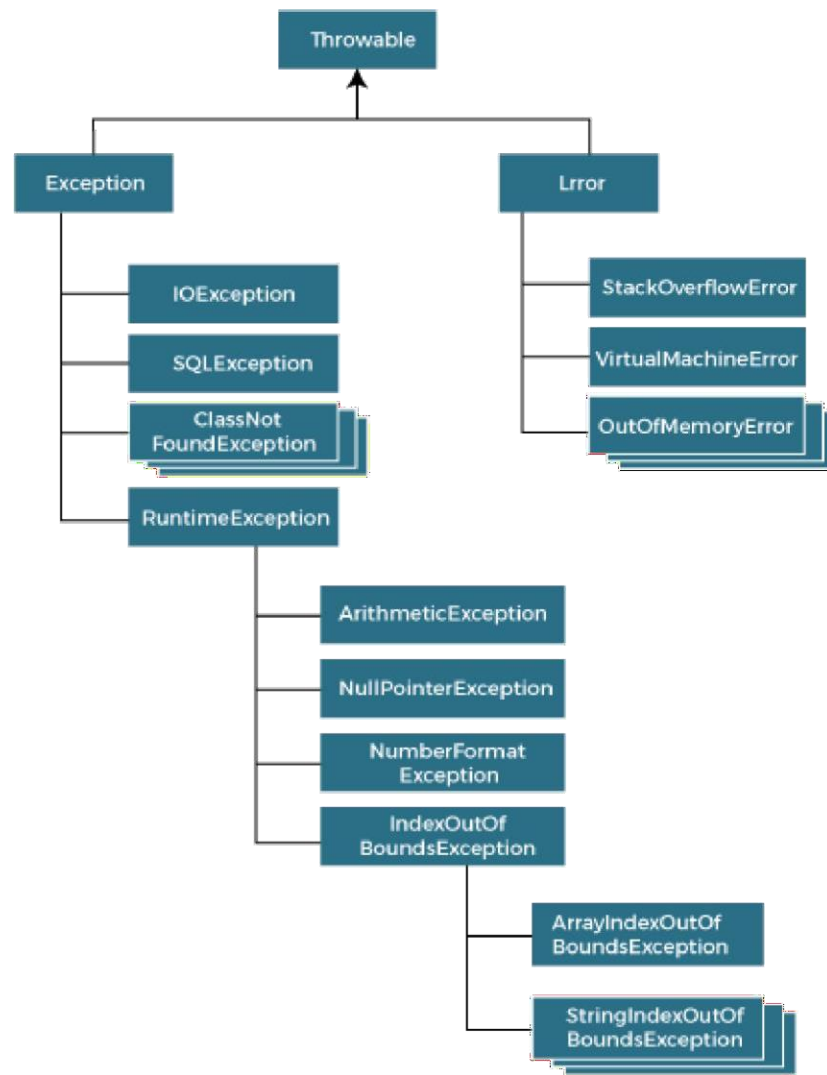 Throwable
Exception
Lrror
IOException
SQLException
ClassNot
FoundException
RuntimeException
StackOverflowError
VirtualMachineError
OutOfMemoryError
ArithmeticException
NullPointerException
NumberFormat
Exception
IndexOutOf
BoundsException
ArrayIndexOutOf
BoundsException
StringIndexOutOf
BoundsException